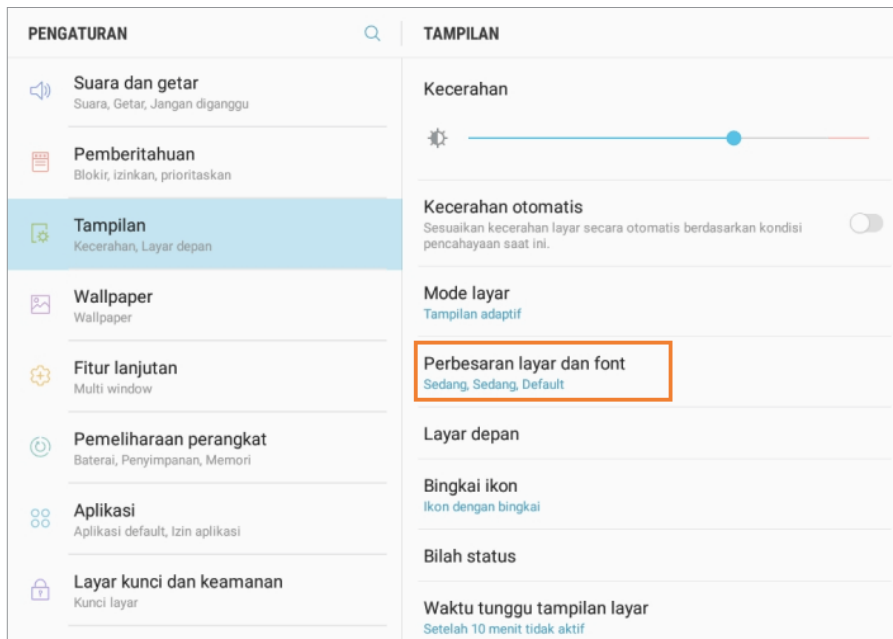 PENGATURAN
Suara dan getar
Suara, Getar, Jangan diganggu
Pemberitahuan
Blokir, izinkan, prioritaskan
Tampilan
Kecerahan, Layar depan
Wallpaper
Wallpaper
Fitur lanjutan
Multi window
Pemeliharaan perangkat
Baterai, Penyimpanan, Memori
Aplikasi
Aplikasi default, Izin aplikasi
Layar kunci dan keamanan
Kunci layar
TAMPILAN
Kecerahan
Kecerahan otomatis
Sesuaikan kecerahan layar secara otomatis berdasarkan kondisi
pencahayaan saat ini.
Mode layar
Tampilan adaptif
Perbesaran layar dan font
Sedang, Sedang, Default
Layar depan
Bingkai ikon
Ikon dengan bingkai
Bilah status
Waktu tunggu tampilan layar
Setelah 10 menit tidak aktif